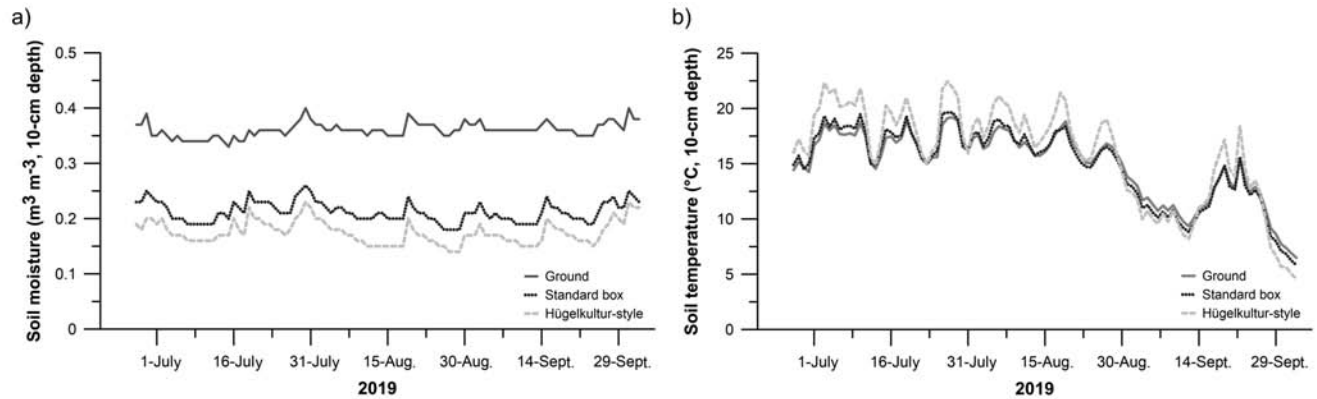 a)
Soil moisture (m³ m⁻³, 10-cm depth)
0.5
0.4
0.3
0.2
0.1
0
Ground
Standard box
Hügelkultur-style
1-July
16-July
31-July
15-Aug.
30-Aug.
14-Sept.
29-Sept.
2019
b)
Soil temperature (°C, 10-cm depth)
25
20
15
10
5
0
Ground
Standard box
Hügelkultur-style
1-July
16-July
31-July
15-Aug.
30-Aug.
14-Sept.
29-Sept.
2019